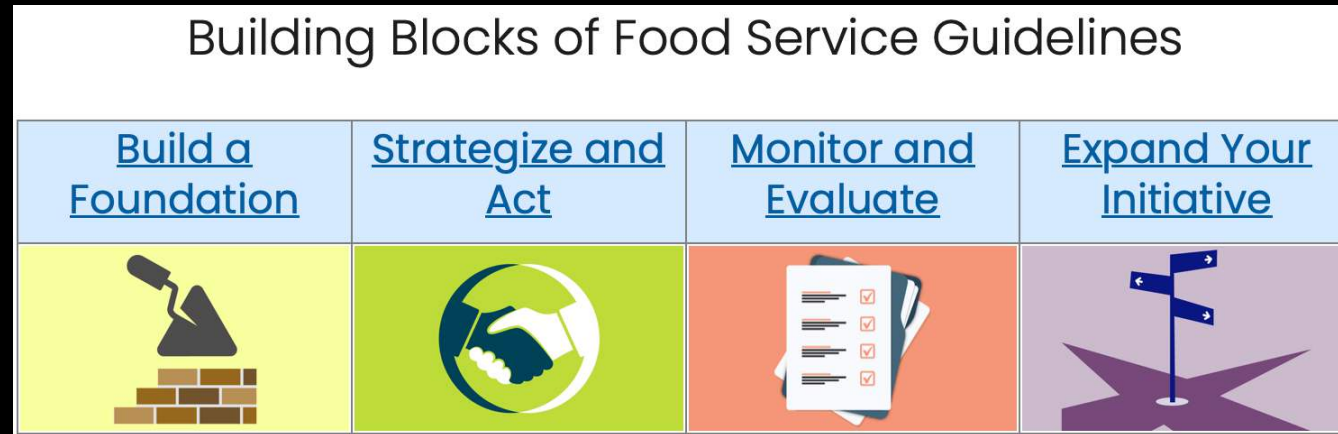 Building Blocks of Food Service Guidelines
Build a
Foundation
Strategize and
Act
Monitor and
Evaluate
Expand Your
Initiative